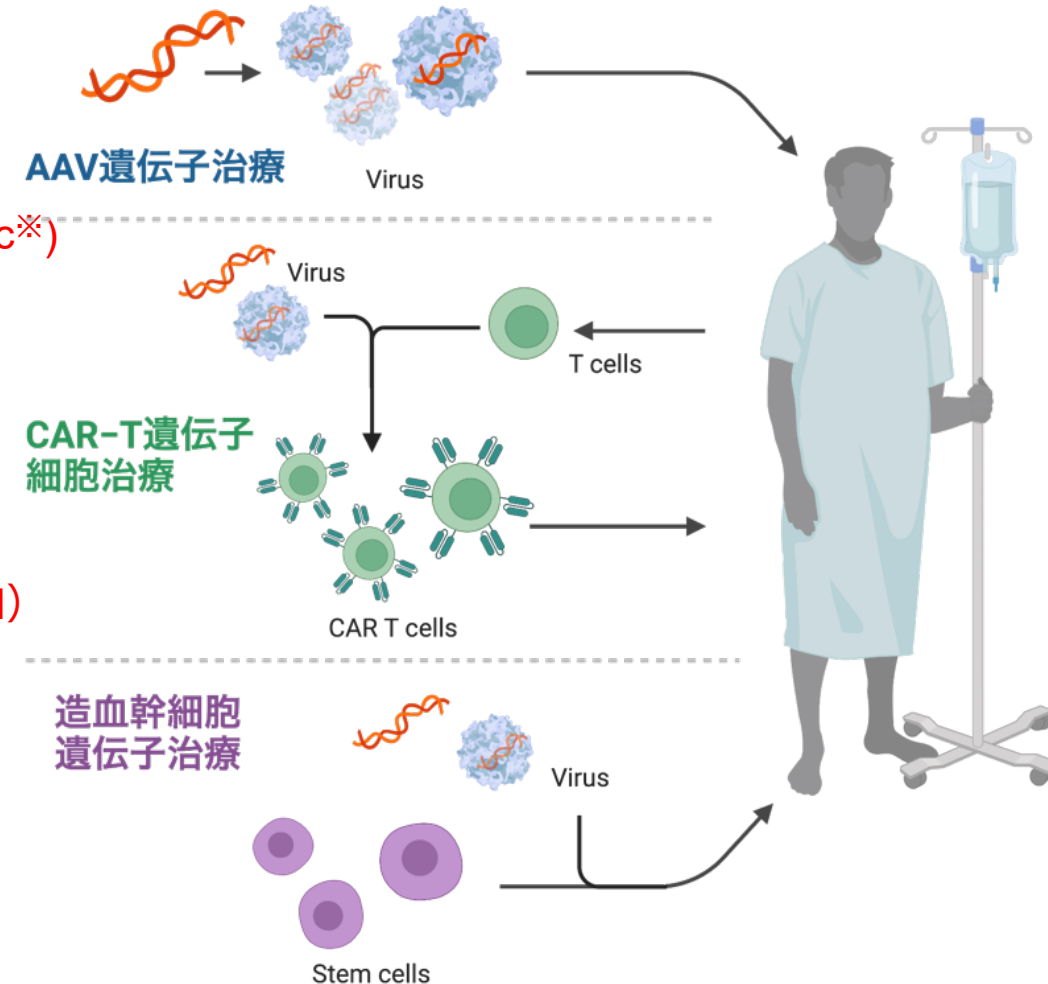 AAV遺伝子治療
Virus
c※)
Virus
T cells
CAR-T遺伝子
細胞治療
)
CAR T cells
造血幹細胞
遺伝子治療
Virus
Stem cells